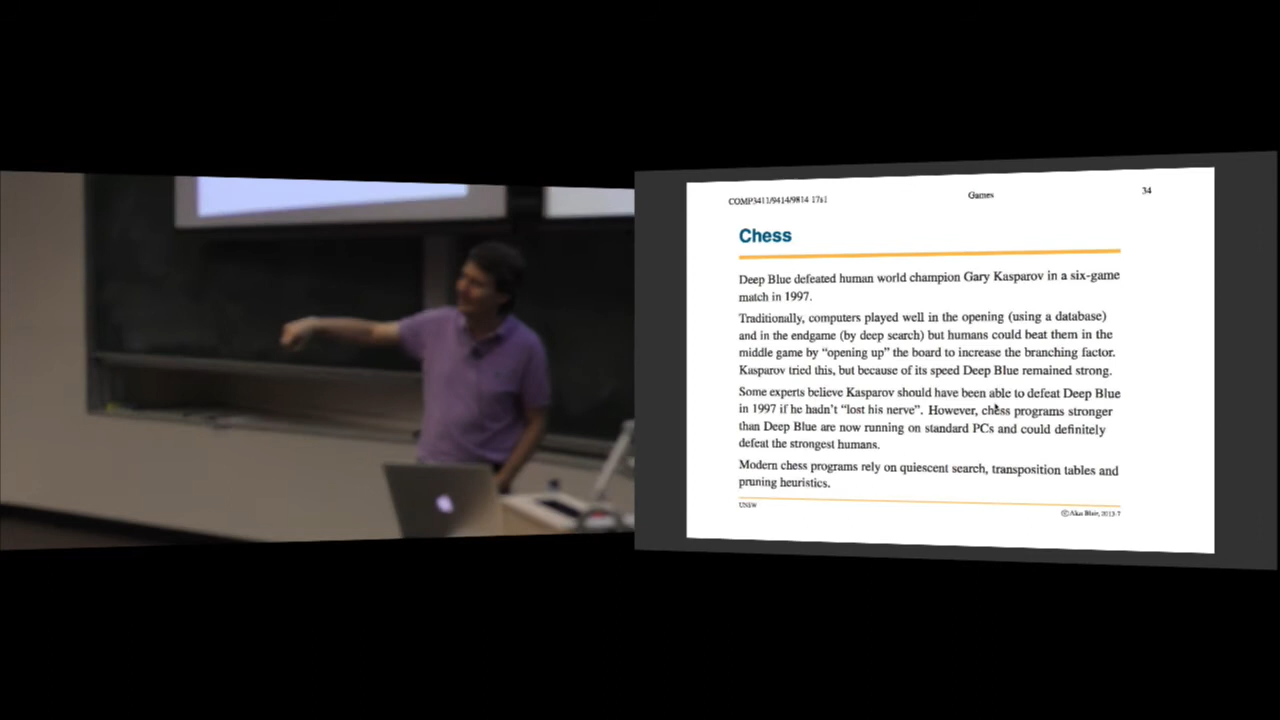 COMP3411/9414/9814 17s1
Games
34
Chess
Deep Blue defeated human world champion Gary Kasparov in a six-game
match in 1997.
Traditionally, computers played well in the opening (using a database)
and in the endgame (by deep search) but humans could beat them in the
middle game by “opening up” the board to increase the branching factor.
Kasparov tried this, but because of its speed Deep Blue remained strong.
Some experts believe Kasparov should have been able to defeat Deep Blue
in 1997 if he hadn't “lost his nerve”. However, chess programs stronger
than Deep Blue are now running on standard PCs and could definitely
defeat the strongest humans.
Modern chess programs rely on quiescent search, transposition tables and
pruning heuristics.
UNSW
©Alan Blair, 2013-7